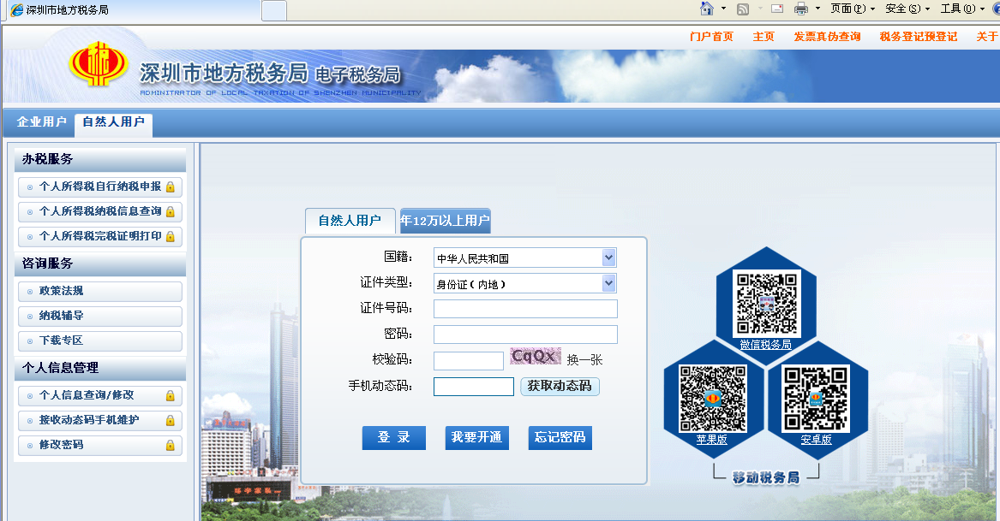 深圳市地方税务局
页面(P) 安全(S) 工具(O)
门户首页 主页 发票真伪查询 税务登记预登记 关于
税
深圳市地方税务局 电子税务局
ADMINITRATOR OF LOCAL TAXATION OF SHENZHEN MUNICIPALITY
企业用户 自然人用户
办税服务
个人所得税自行纳税申报
个人所得税纳税信息查询
个人所得税完税证明打印
咨询服务
政策法规
纳税辅导
下载专区
个人信息管理
个人信息查询/修改
接收动态码手机维护
修改密码
自然人用户 年12万以上用户
国籍： 中华人民共和国
证件类型： 身份证（内地）
证件号码：
密码：
校验码： CqQx 换一张
手机动态码： 获取动态码
登 录 我要开通 忘记密码
微信税务局
苹果版 安卓版
移动税务局